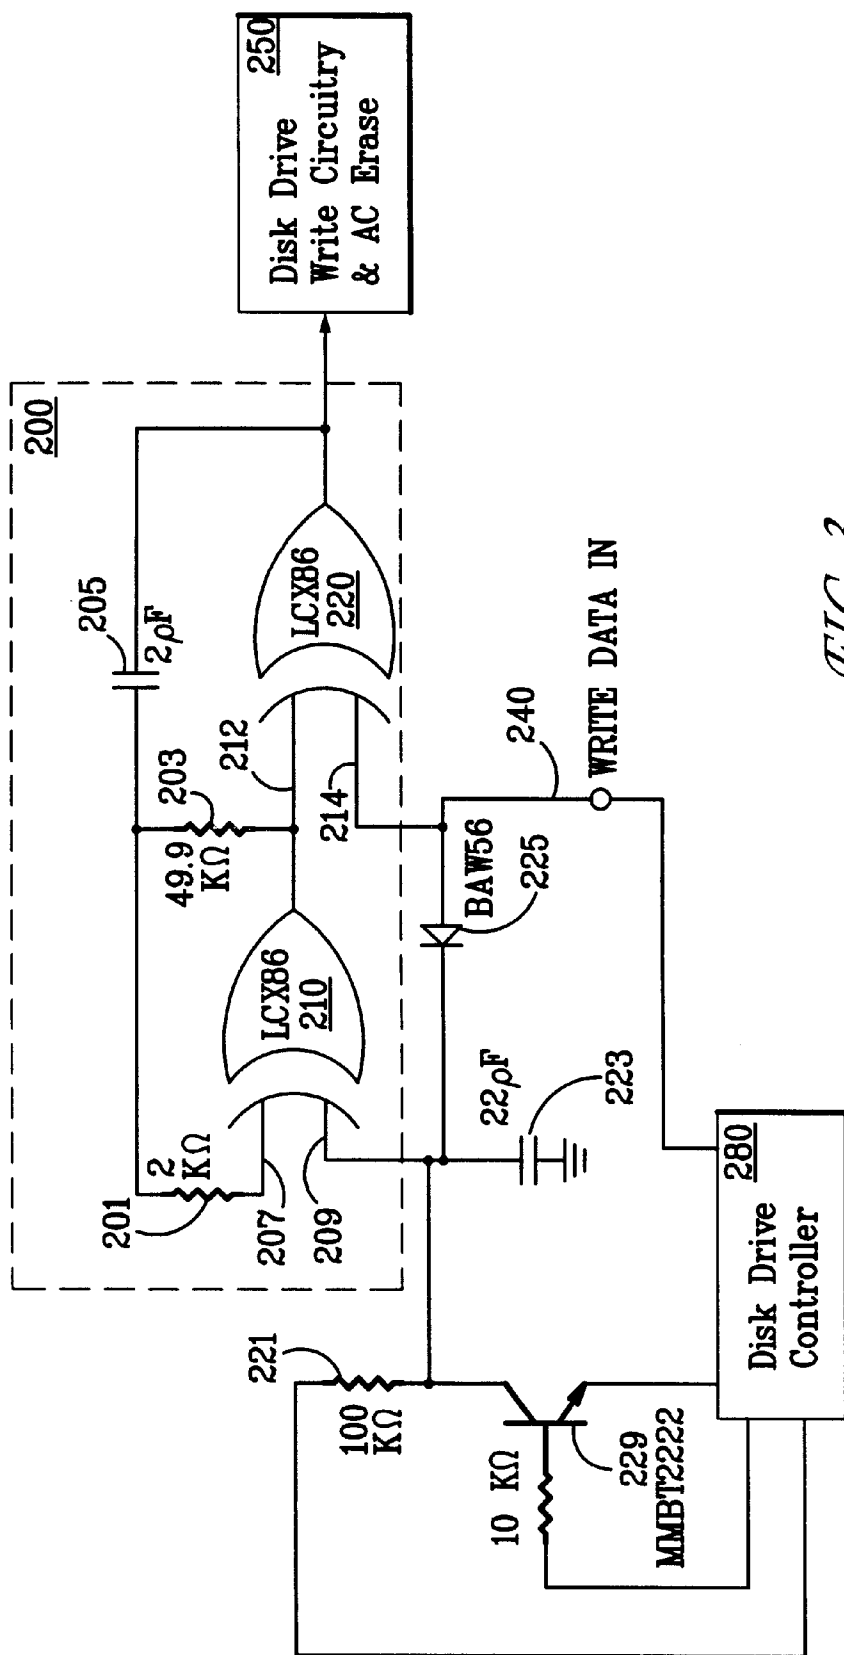 200
250
Disk Drive
Write Circuitry
& AC Erase
205
2ρF
203
49.9
KΩ
212
LCX86
220
214
201
2
KΩ
207
209
LCX86
210
221
100
KΩ
BAW56
225
240
WRITE DATA IN
22ρF
223
10 KΩ
229
MMBT2222
280
Disk Drive
Controller
FIG.